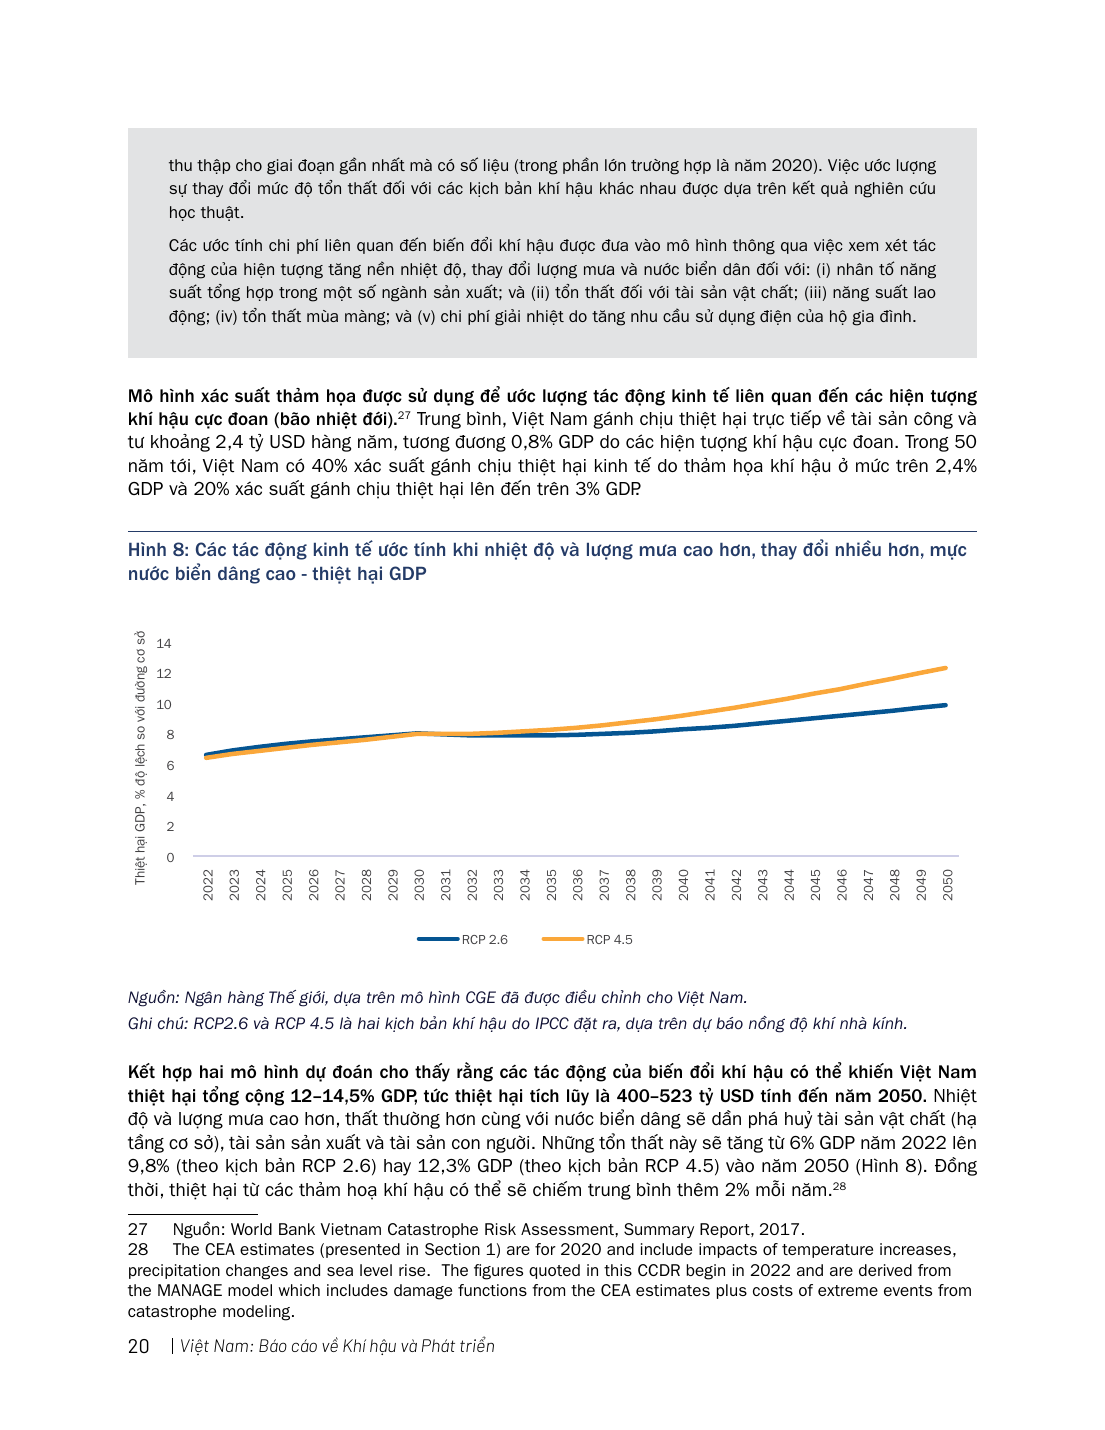 thu thập cho giai đoạn gần nhất mà có số liệu (trong phần lớn trường hợp là năm 2020). Việc ước lượng
sự thay đổi mức độ tổn thất đối với các kịch bản khí hậu khác nhau được dựa trên kết quả nghiên cứu
học thuật.
Các ước tính chi phí liên quan đến biến đổi khí hậu được đưa vào mô hình thông qua việc xem xét tác
động của hiện tượng tăng nền nhiệt độ, thay đổi lượng mưa và nước biển dân đối với: (i) nhân tố năng
suất tổng hợp trong một số ngành sản xuất; và (ii) tổn thất đối với tài sản vật chất; (iii) năng suất lao
động; (iv) tổn thất mùa màng; và (v) chi phí giải nhiệt do tăng nhu cầu sử dụng điện của hộ gia đình.
Mô hình xác suất thảm họa được sử dụng để ước lượng tác động kinh tế liên quan đến các hiện tượng
khí hậu cực đoan (bão nhiệt đới).27 Trung bình, Việt Nam gánh chịu thiệt hại trực tiếp về tài sản công và
tư khoảng 2,4 tỷ USD hàng năm, tương đương 0,8% GDP do các hiện tượng khí hậu cực đoan. Trong 50
năm tới, Việt Nam có 40% xác suất gánh chịu thiệt hại kinh tế do thảm họa khí hậu ở mức trên 2,4%
GDP và 20% xác suất gánh chịu thiệt hại lên đến trên 3% GDP.
Hình 8: Các tác động kinh tế ước tính khi nhiệt độ và lượng mưa cao hơn, thay đổi nhiều hơn, mực
nước biển dâng cao - thiệt hại GDP
Thiệt hại GDP, % độ lệch so với đường cơ sở
14
12
10
8
6
4
2
0
2022 2023 2024 2025 2026 2027 2028 2029 2030 2031 2032 2033 2034 2035 2036 2037 2038 2039 2040 2041 2042 2043 2044 2045 2046 2047 2048 2049 2050
RCP 2.6 RCP 4.5
Nguồn: Ngân hàng Thế giới, dựa trên mô hình CGE đã được điều chỉnh cho Việt Nam.
Ghi chú: RCP2.6 và RCP 4.5 là hai kịch bản khí hậu do IPCC đặt ra, dựa trên dự báo nồng độ khí nhà kính.
Kết hợp hai mô hình dự đoán cho thấy rằng các tác động của biến đổi khí hậu có thể khiến Việt Nam
thiệt hại tổng cộng 12–14,5% GDP, tức thiệt hại tích lũy là 400–523 tỷ USD tính đến năm 2050. Nhiệt
độ và lượng mưa cao hơn, thất thường hơn cùng với nước biển dâng sẽ dần phá huỷ tài sản vật chất (hạ
tầng cơ sở), tài sản sản xuất và tài sản con người. Những tổn thất này sẽ tăng từ 6% GDP năm 2022 lên
9,8% (theo kịch bản RCP 2.6) hay 12,3% GDP (theo kịch bản RCP 4.5) vào năm 2050 (Hình 8). Đồng
thời, thiệt hại từ các thảm hoạ khí hậu có thể sẽ chiếm trung bình thêm 2% mỗi năm.28
27 Nguồn: World Bank Vietnam Catastrophe Risk Assessment, Summary Report, 2017.
28 The CEA estimates (presented in Section 1) are for 2020 and include impacts of temperature increases,
precipitation changes and sea level rise. The figures quoted in this CCDR begin in 2022 and are derived from
the MANAGE model which includes damage functions from the CEA estimates plus costs of extreme events from
catastrophe modeling.
20 | Việt Nam: Báo cáo về Khí hậu và Phát triển